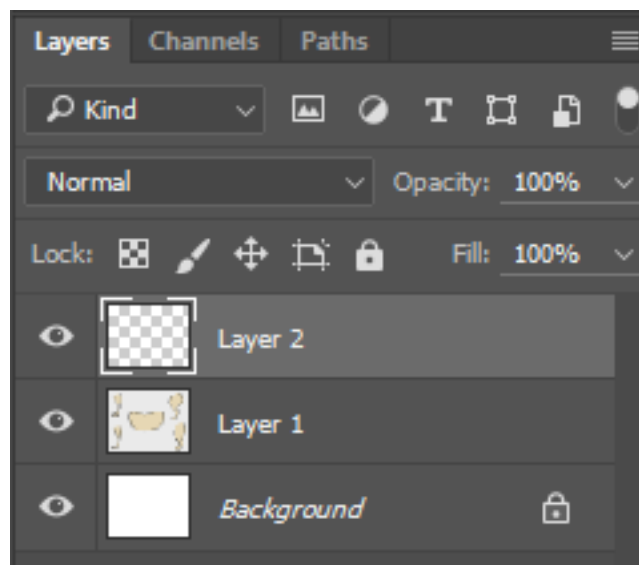 Layers Channels Paths
Kind
Normal Opacity: 100%
Lock: Fill: 100%
Layer 2
Layer 1
Background